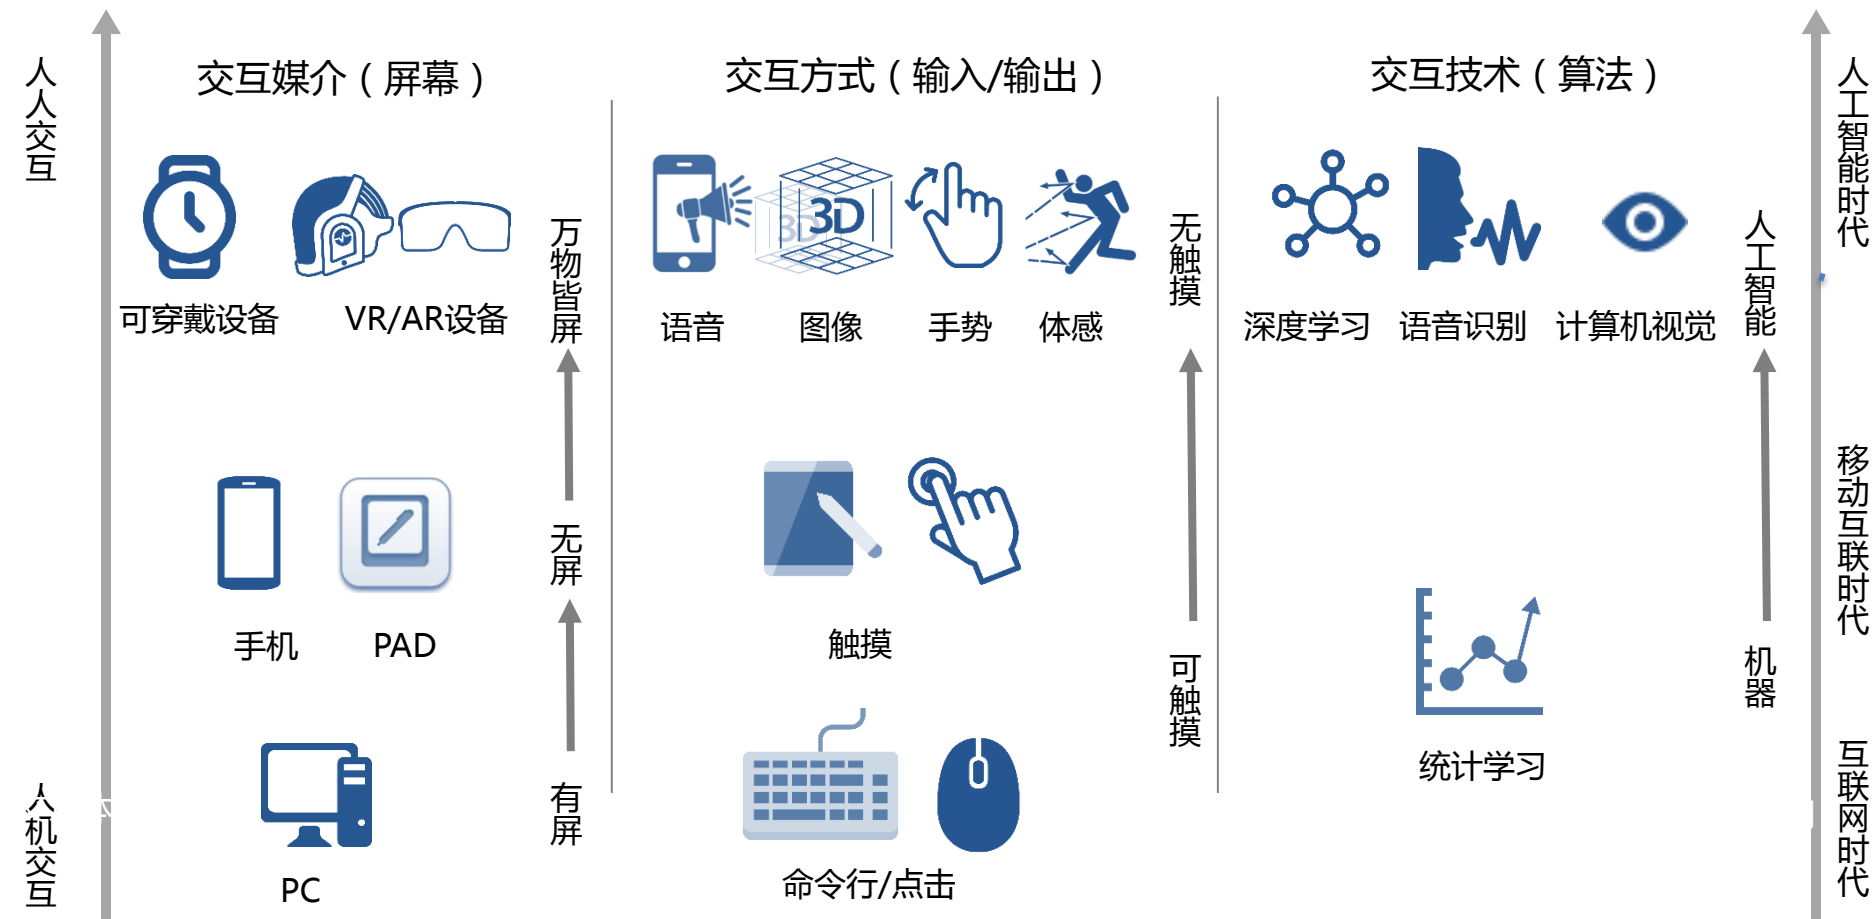 人人交互
人机交互
交互媒介（屏幕）
可穿戴设备
VR/AR设备
万物皆屏
手机
PAD
无屏
PC
有屏
交互方式（输入/输出）
3D
3D
语音
图像
手势
体感
无触摸
触摸
可触摸
命令行/点击
交互技术（算法）
深度学习
语音识别
计算机视觉
人工智能
统计学习
机器
人工智能时代
移动互联时代
互联网时代